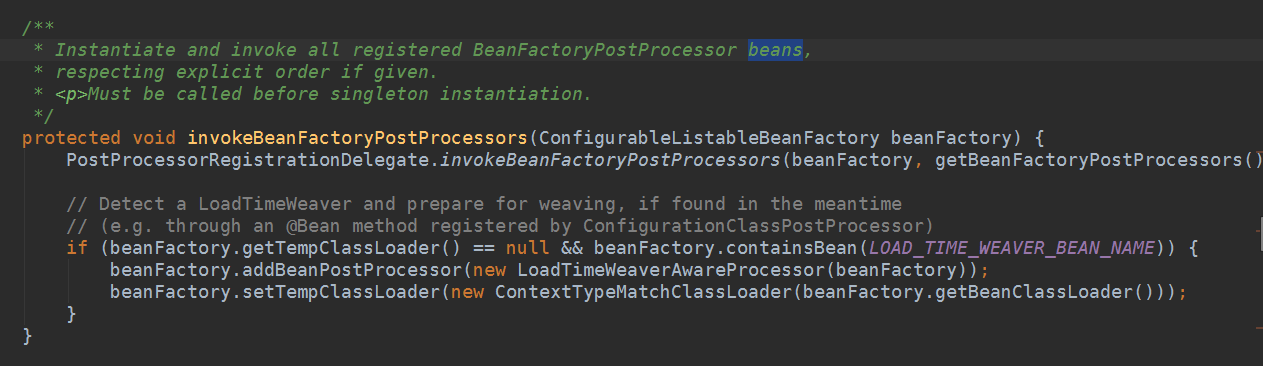 /**
 * Instantiate and invoke all registered BeanFactoryPostProcessor beans,
 * respecting explicit order if given.
 * <p>Must be called before singleton instantiation.
 */
protected void invokeBeanFactoryPostProcessors(ConfigurableListableBeanFactory beanFactory) {
    PostProcessorRegistrationDelegate.invokeBeanFactoryPostProcessors(beanFactory, getBeanFactoryPostProcessors()

    // Detect a LoadTimeWeaver and prepare for weaving, if found in the meantime
    // (e.g. through an @Bean method registered by ConfigurationClassPostProcessor)
    if (beanFactory.getTempClassLoader() == null && beanFactory.containsBean(LOAD_TIME_WEAVER_BEAN_NAME)) {
        beanFactory.addBeanPostProcessor(new LoadTimeWeaverAwareProcessor(beanFactory));
        beanFactory.setTempClassLoader(new ContextTypeMatchClassLoader(beanFactory.getBeanClassLoader()));
    }
}